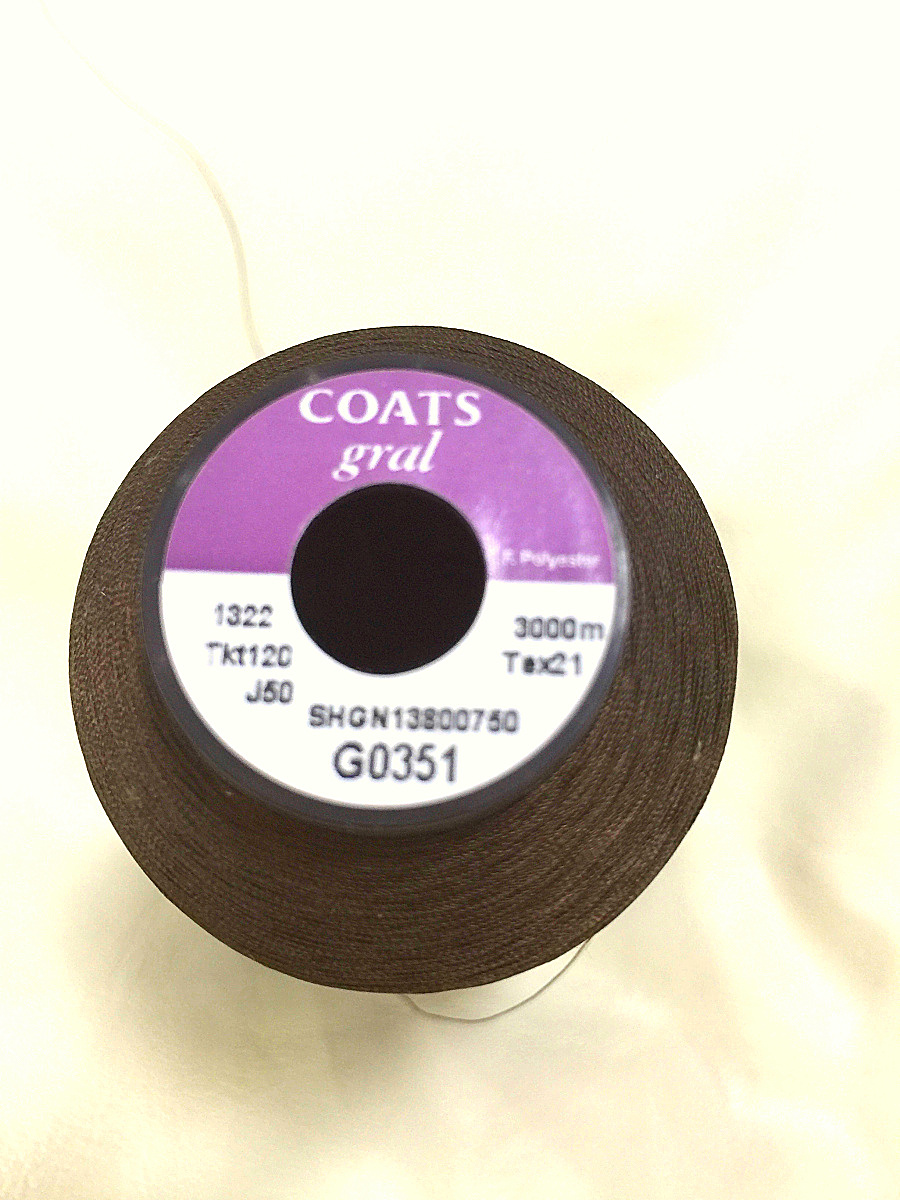 COATS
gral
F. Polyester
1322
3000m
Tkt120
Tex21
J50
SHGN13800750
G0351